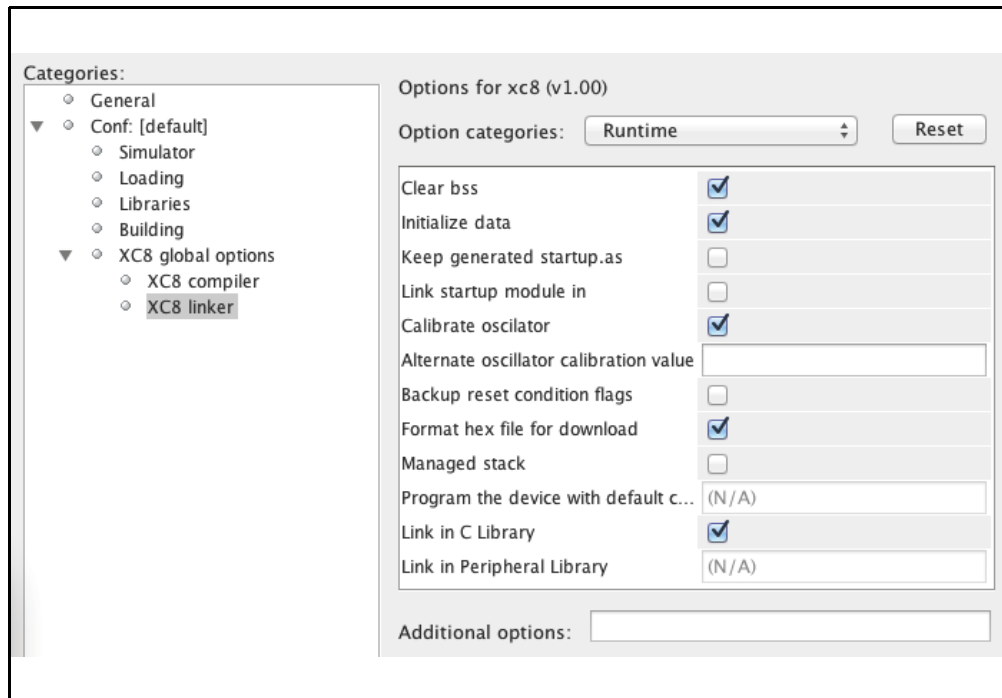 Categories:
General
Conf: [default]
Simulator
Loading
Libraries
Building
XC8 global options
XC8 compiler
XC8 linker
Options for xc8 (v1.00)
Option categories: Runtime Reset
Clear bss
Initialize data
Keep generated startup.as
Link startup module in
Calibrate oscilator
Alternate oscillator calibration value
Backup reset condition flags
Format hex file for download
Managed stack
Program the device with default c... (N/A)
Link in C Library
Link in Peripheral Library (N/A)
Additional options: